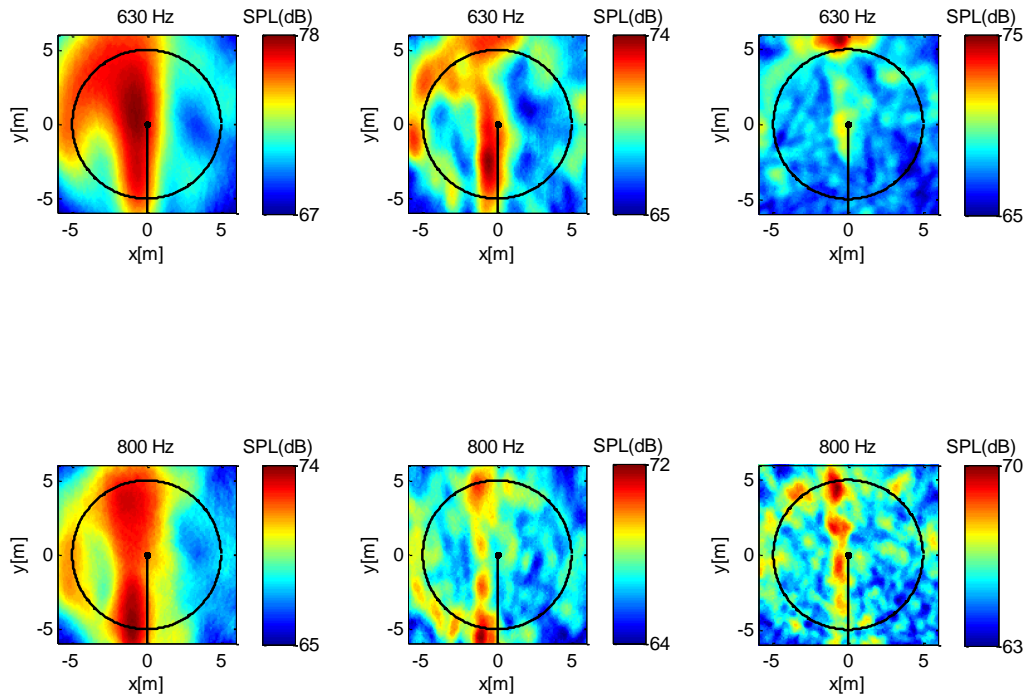 630 Hz SPL(dB) 630 Hz SPL(dB) 630 Hz SPL(dB)
78 74 75
5 5 5
y[m] y[m] y[m]
0 0 0
-5 -5 -5
67 65 65
-5 0 5 -5 0 5 -5 0 5
x[m] x[m] x[m]
800 Hz SPL(dB) 800 Hz SPL(dB) 800 Hz SPL(dB)
74 72 70
5 5 5
y[m] y[m] y[m]
0 0 0
-5 -5 -5
65 64 63
-5 0 5 -5 0 5 -5 0 5
x[m] x[m] x[m]